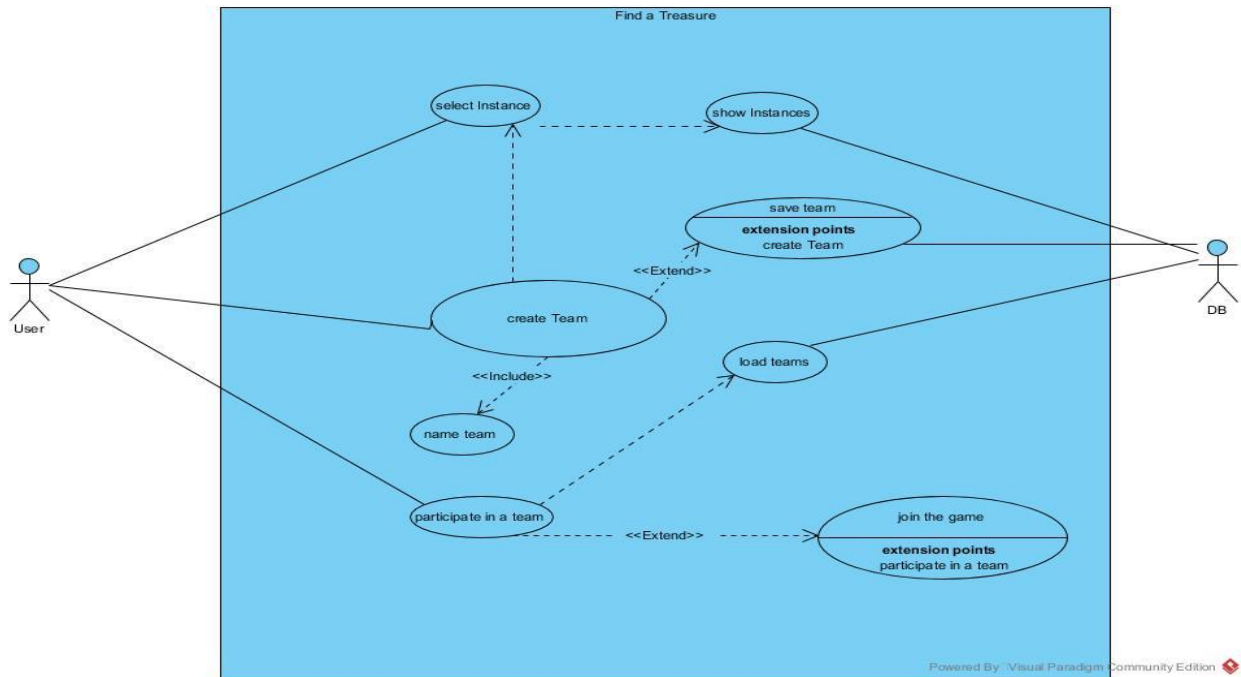 Find a Treasure
select Instance
show Instances
save team
extension points
create Team
<<Extend>>
User
DB
create Team
load teams
<<Include>>
name team
participate in a team
join the game
<<Extend>>
extension points
participate in a team
Powered By Visual Paradigm Community Edition